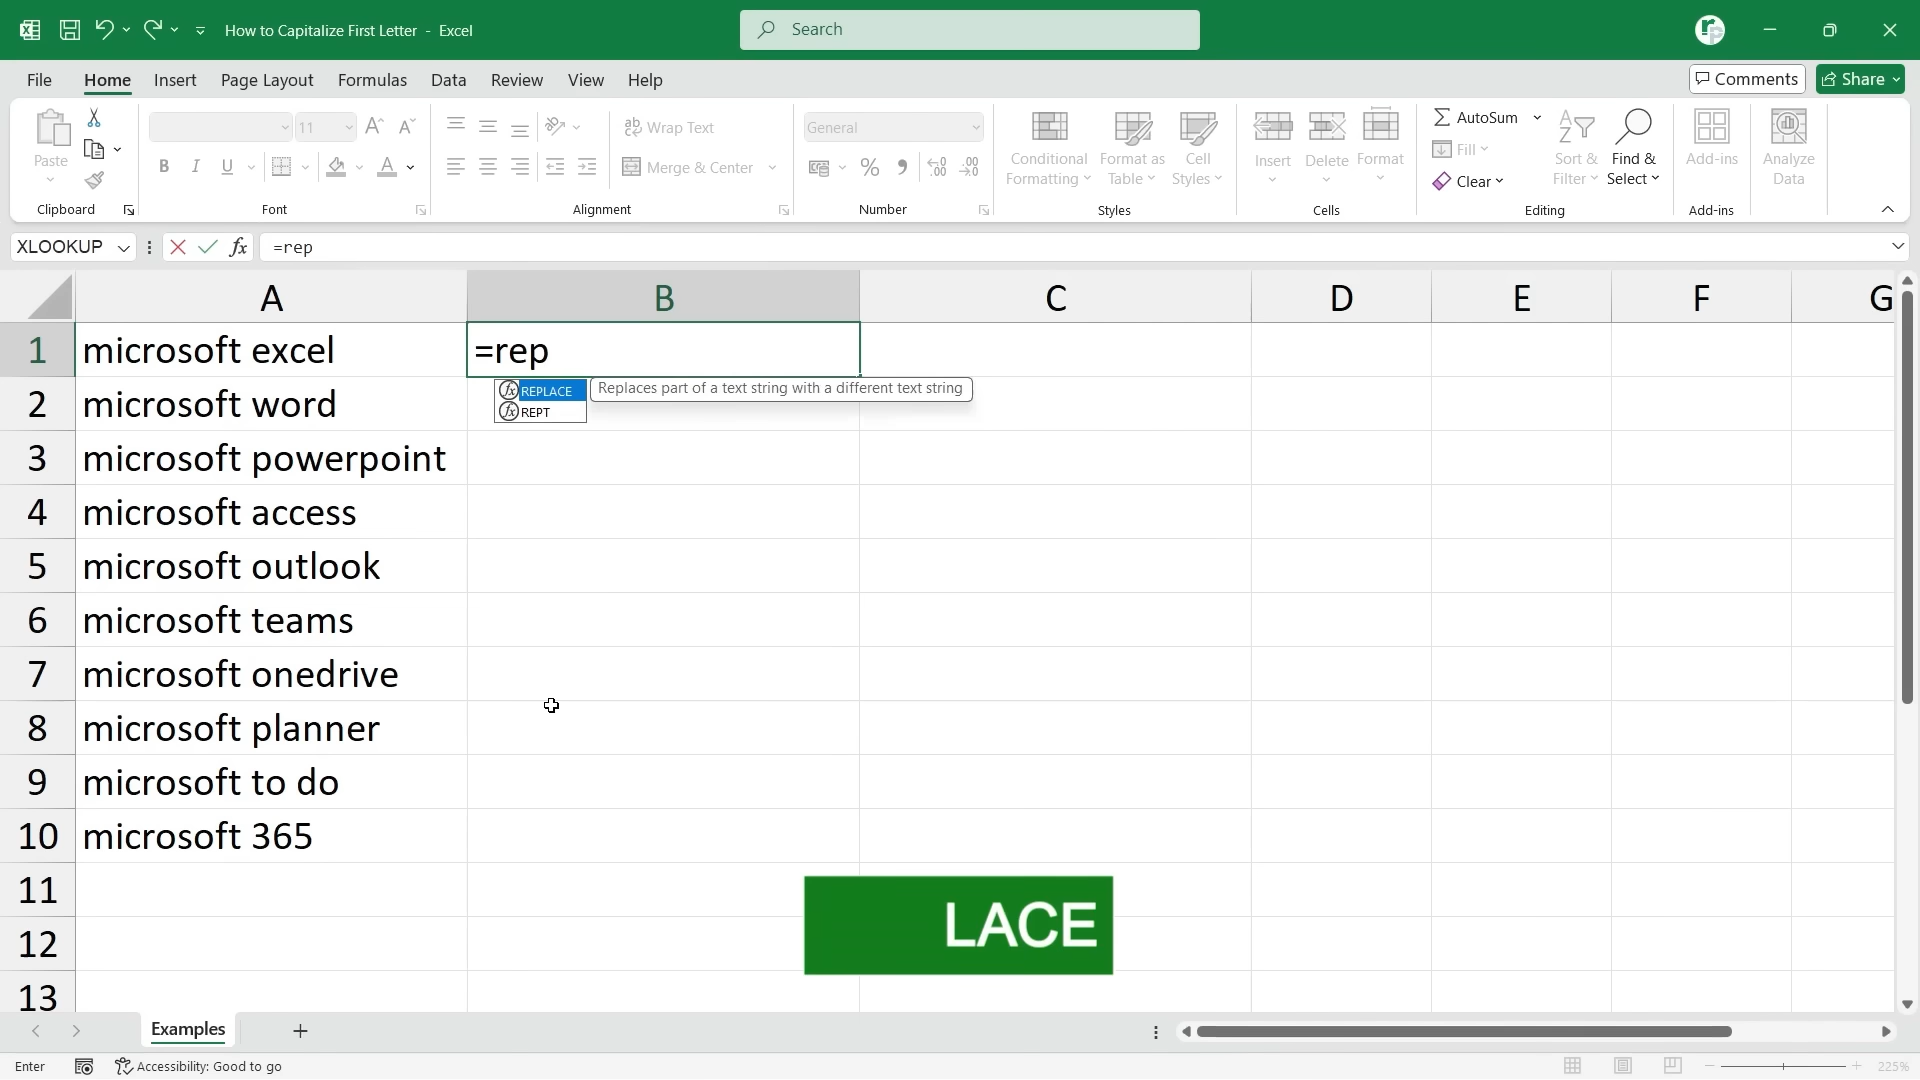 How to Capitalize First Letter - Excel
Search
File Home Insert Page Layout Formulas Data Review View Help
Comments Share
Paste
Clipboard
11
B I U
A
Font
Wrap Text
Merge & Center
Alignment
General
%
Number
Conditional Formatting
Format as Table
Cell Styles
Styles
Insert
Delete
Format
Cells
AutoSum
Fill
Clear
Sort & Filter
Find & Select
Editing
Add-ins
Add-ins
Analyze Data
XLOOKUP fx =rep
A B C D E F G
1 microsoft excel =rep
REPLACE Replaces part of a text string with a different text string
REPT
2 microsoft word
3 microsoft powerpoint
4 microsoft access
5 microsoft outlook
6 microsoft teams
7 microsoft onedrive
8 microsoft planner
9 microsoft to do
10 microsoft 365
11
LACE
12
13
Examples
Enter Accessibility: Good to go 225%